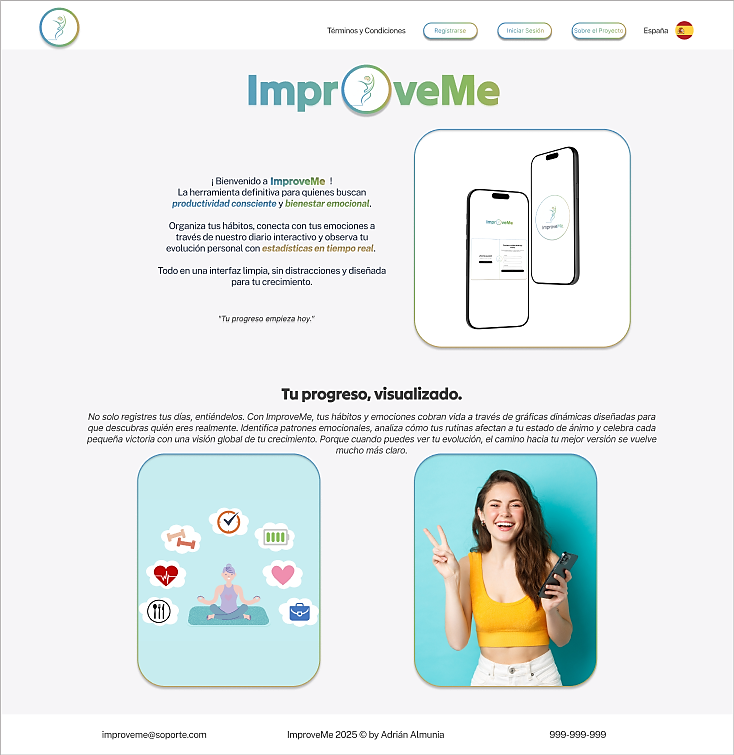 Términos y Condiciones
Registrarse
Iniciar Sesión
Sobre el Proyecto
España
ImproveMe
¡ Bienvenido a ImproveMe !
La herramienta definitiva para quienes buscan
productividad consciente y bienestar emocional.
Organiza tus hábitos, conecta con tus emociones a
través de nuestro diario interactivo y observa tu
evolución personal con estadísticas en tiempo real.
Todo en una interfaz limpia, sin distracciones y diseñada
para tu crecimiento.
"Tu progreso empieza hoy."
ImproveMe
ImproveMe
Tu progreso, visualizado.
No solo registres tus días, entiéndelos. Con ImproveMe, tus hábitos y emociones cobran vida a través de gráficas dinámicas diseñadas para
que descubras quién eres realmente. Identifica patrones emocionales, analiza cómo tus rutinas afectan a tu estado de ánimo y celebra cada
pequeña victoria con una visión global de tu crecimiento. Porque cuando puedes ver tu evolución, el camino hacia tu mejor versión se vuelve
mucho más claro.
improveme@soporte.com
ImproveMe 2025 © by Adrián Almunia
999-999-999